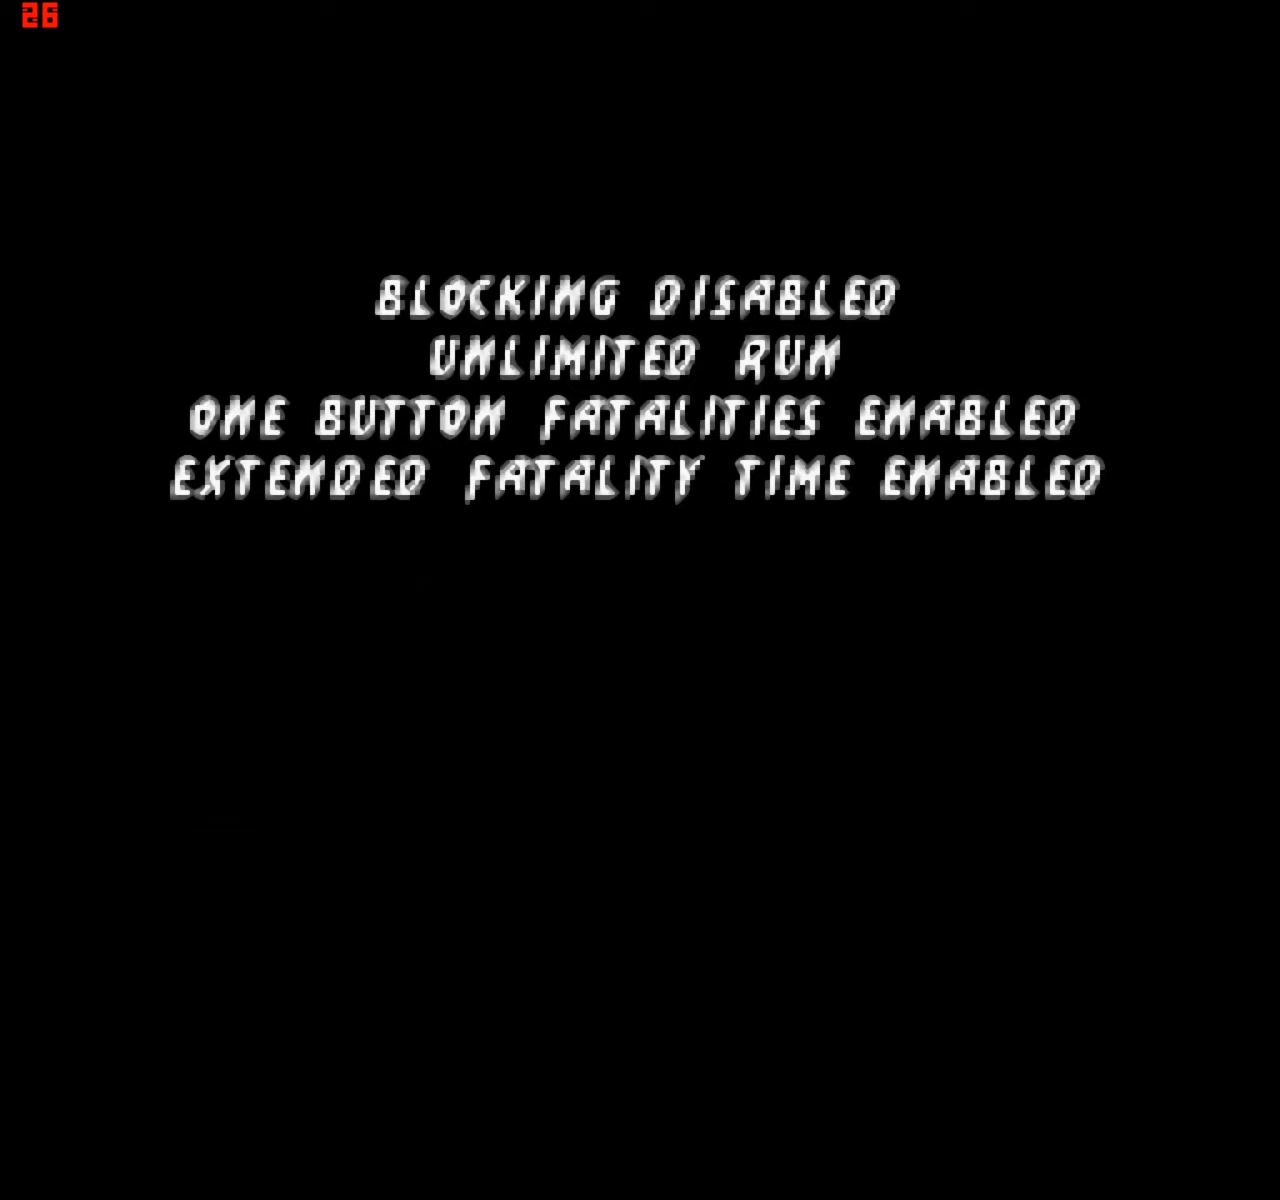 26
BLOCKING DISABLED
UNLIMITED RUN
ONE BUTTON FATALITIES ENABLED
EXTENDED FATALITY TIME ENABLED